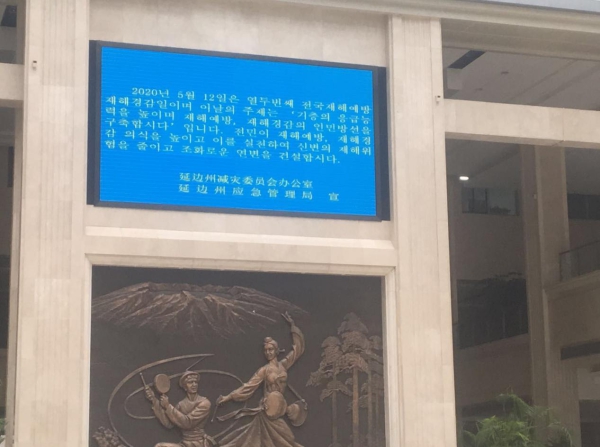 2020년 5월 12일은 열두번째 전국재해예방
재해경감일이며 이날의 주제는 ‘기층의 응급능
력을 높이며 재해예방, 재해경감의 인민방선을
구축합시다’ 입니다. 전민이 재해예방, 재해경
감 의식을 높이고 이를 실천하여 신변의 재해위
험을 줄이고 조화로운 연변을 건설합시다.
延边州减灾委员会办公室
延边州应急管理局 宣